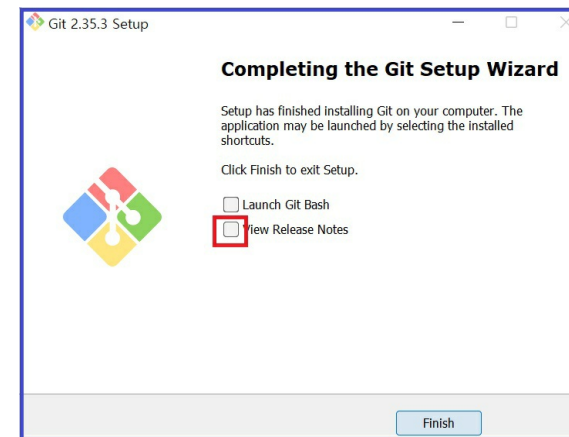 Git 2.35.3 Setup
Completing the Git Setup Wizard
Setup has finished installing Git on your computer. The
application may be launched by selecting the installed
shortcuts.
Click Finish to exit Setup.
Launch Git Bash
View Release Notes
Finish